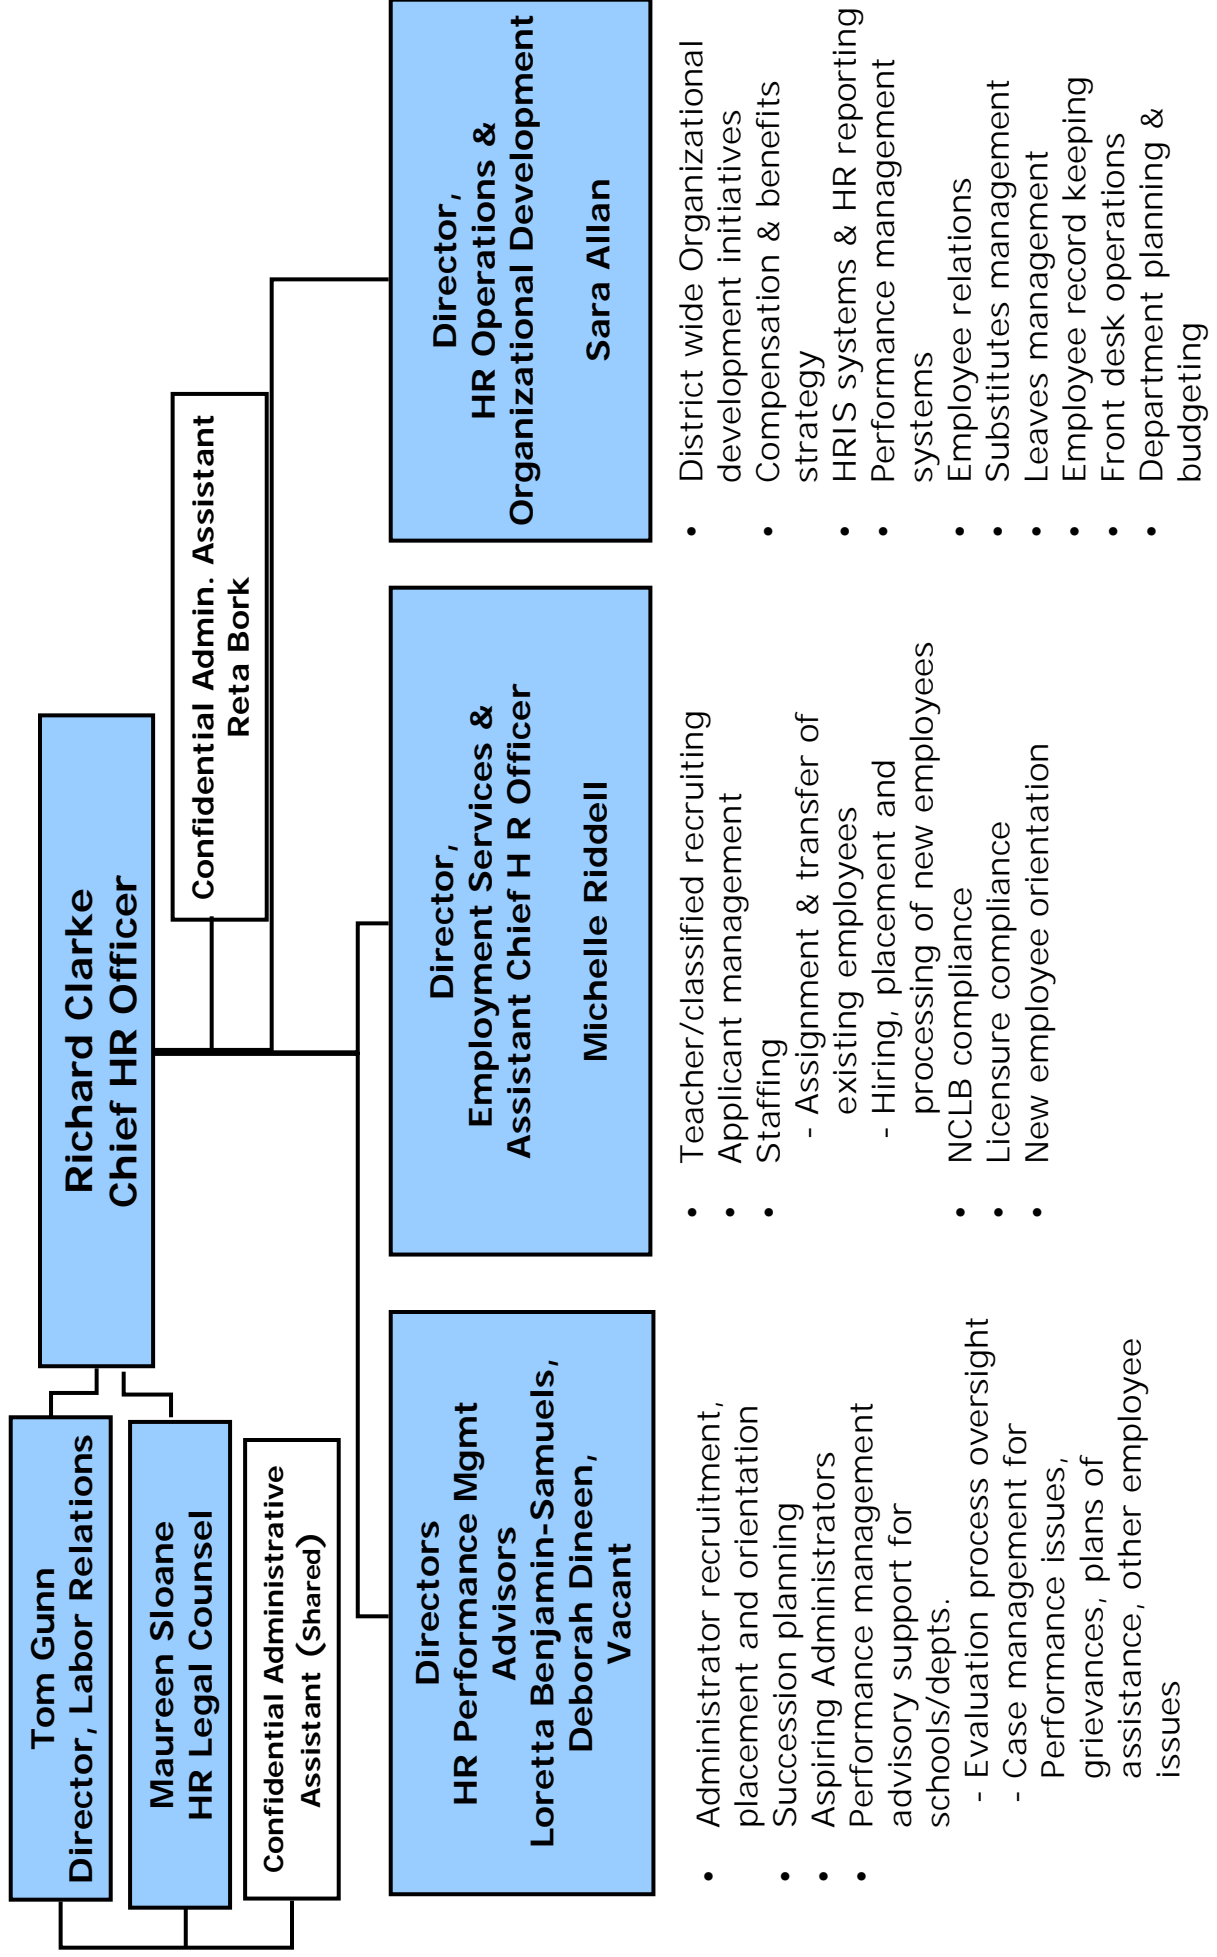 Richard Clarke
Chief HR Officer
Tom Gunn
Director, Labor Relations
Maureen Sloane
HR Legal Counsel
Confidential Administrative
Assistant (Shared)
Confidential Admin. Assistant
Reta Bork
Directors
HR Performance Mgmt
Advisors
Loretta Benjamin-Samuels,
Deborah Dineen,
Vacant
• Administrator recruitment,
placement and orientation
• Succession planning
• Aspiring Administrators
• Performance management
advisory support for
schools/depts.
- Evaluation process oversight
- Case management for
Performance issues,
grievances, plans of
assistance, other employee
issues
Director,
Employment Services &
Assistant Chief H R Officer
Michelle Riddell
• Teacher/classified recruiting
• Applicant management
• Staffing
- Assignment & transfer of
existing employees
- Hiring, placement and
processing of new employees
• NCLB compliance
• Licensure compliance
• New employee orientation
Director,
HR Operations &
Organizational Development
Sara Allan
• District wide Organizational
development initiatives
• Compensation & benefits
strategy
• HRIS systems & HR reporting
• Performance management
systems
• Employee relations
• Substitutes management
• Leaves management
• Employee record keeping
• Front desk operations
• Department planning &
budgeting